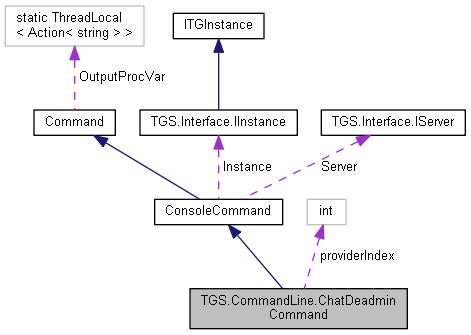 static ThreadLocal
< Action< string > >
ITGInstance
OutputProcVar
Command
TGS.Interface.IInstance
TGS.Interface.IServer
Instance
Server
ConsoleCommand
int
providerIndex
TGS.CommandLine.ChatDeadmin
Command